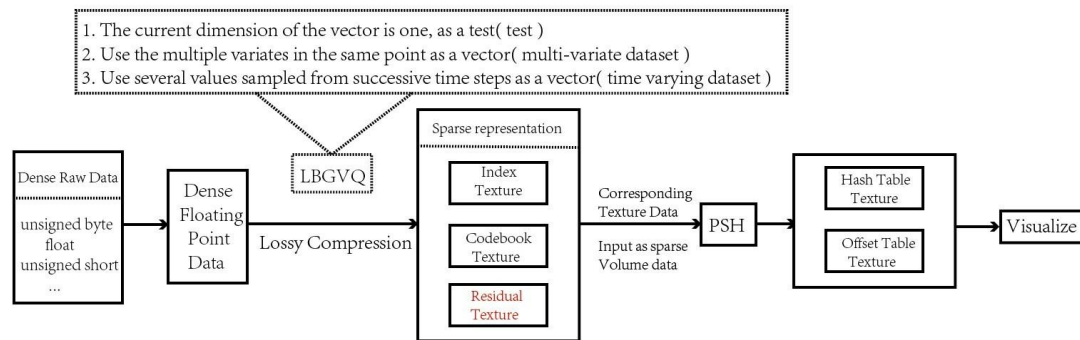 1. The current dimension of the vector is one, as a test( test )
2. Use the multiple variates in the same point as a vector( multi-variate dataset )
3. Use several values sampled from successive time steps as a vector( time varying dataset )
Dense Raw Data
unsigned byte
float
unsigned short
...
Dense
Floating
Point
Data
LBGVQ
Lossy Compression
Sparse representation
Index
Texture
Codebook
Texture
Residual
Texture
Corresponding
Texture Data
Input as sparse
Volume data
PSH
Hash Table
Texture
Offset Table
Texture
Visualize